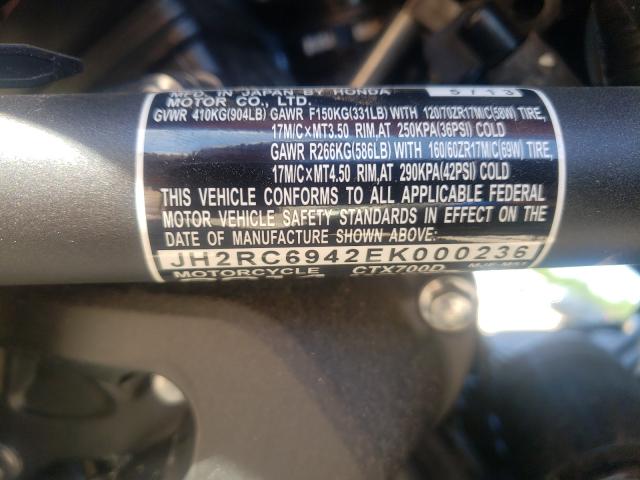 MFD. IN JAPAN BY HONDA 5/13
MOTOR CO., LTD.
GVWR 410KG(904LB) GAWR F150KG(331LB) WITH 120/70ZR17M/C(58W) TIRE,
17M/C×MT3.50 RIM, AT 250KPA(36PSI) COLD
GAWR R266KG(586LB) WITH 160/60ZR17M/C(69W) TIRE,
17M/C×MT4.50 RIM, AT 290KPA(42PSI) COLD
THIS VEHICLE CONFORMS TO ALL APPLICABLE FEDERAL
MOTOR VEHICLE SAFETY STANDARDS IN EFFECT ON THE
DATE OF MANUFACTURE SHOWN ABOVE:
JH2RC6942EK000236
MOTORCYCLE CTX700D